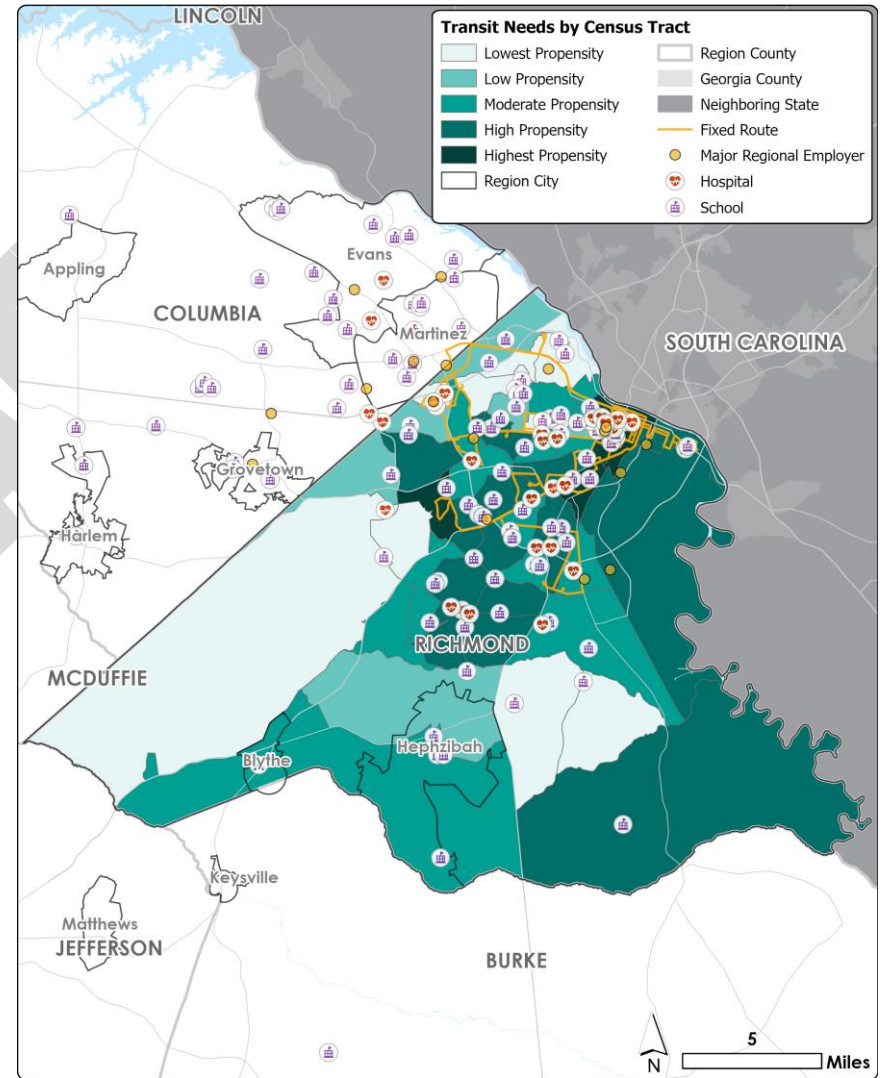 LINCOLN
Transit Needs by Census Tract
Lowest Propensity
Low Propensity
Moderate Propensity
High Propensity
Highest Propensity
Region City
Region County
Georgia County
Neighboring State
Fixed Route
Major Regional Employer
Hospital
School
Appling
Evans
COLUMBIA
Martinez
SOUTH CAROLINA
Grovetown
Harlem
RICHMOND
MCDUFFIE
Hephzibah
Blythe
Keysville
Matthews
JEFFERSON
BURKE
5
N
Miles